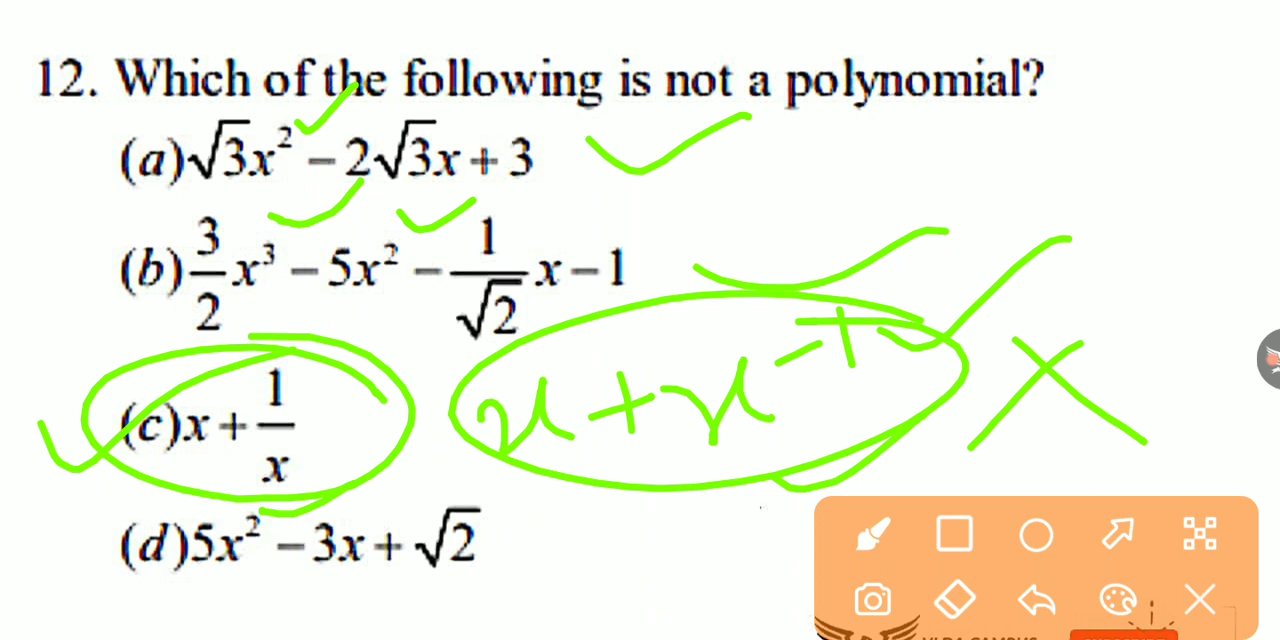 12. Which of the following is not a polynomial?
(a)√3x² − 2√3x + 3
(b) 3/2 x³ − 5x² − 1/√2 x − 1
(c) x + 1/x
x + x⁻¹
(d) 5x² − 3x + √2